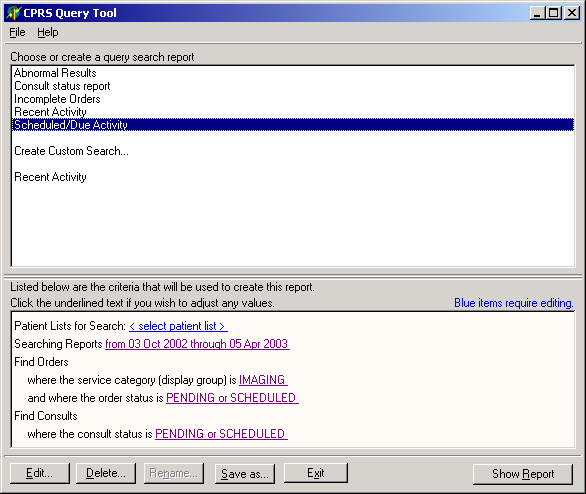 CPRS Query Tool
File Help
Choose or create a query search report
Abnormal Results
Consult status report
Incomplete Orders
Recent Activity
Scheduled/Due Activity
Create Custom Search...
Recent Activity
Listed below are the criteria that will be used to create this report.
Click the underlined text if you wish to adjust any values. Blue items require editing.
Patient Lists for Search: < select patient list >
Searching Reports from 03 Oct 2002 through 05 Apr 2003
Find Orders
where the service category (display group) is IMAGING
and where the order status is PENDING or SCHEDULED
Find Consults
where the consult status is PENDING or SCHEDULED
Edit... Delete... Rename... Save as... Exit Show Report